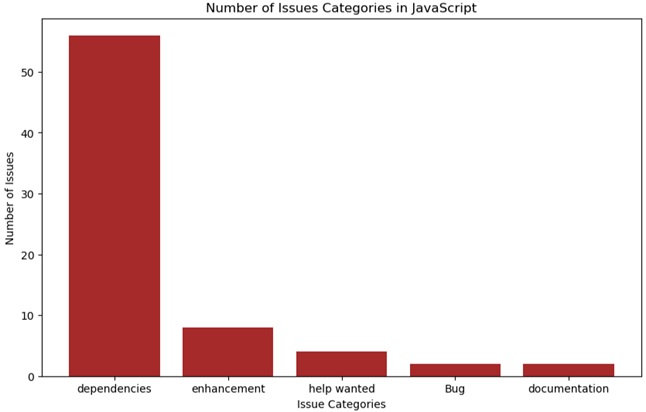 Number of Issues Categories in JavaScript
50
40
30
20
10
0
Number of Issues
dependencies enhancement help wanted Bug documentation
Issue Categories